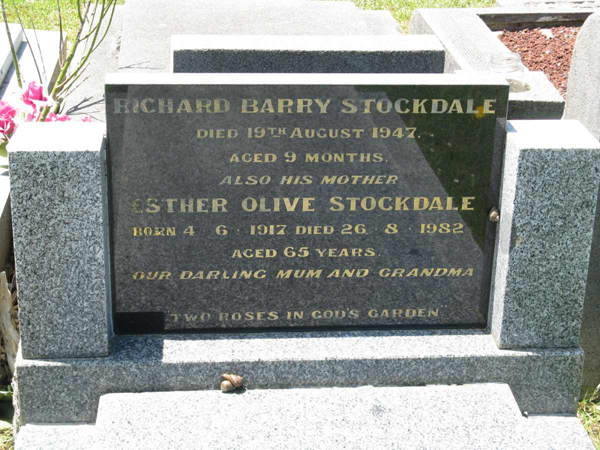 RICHARD BARRY STOCKDALE
DIED 19TH AUGUST 1947.
AGED 9 MONTHS.
ALSO HIS MOTHER
ESTHER OLIVE STOCKDALE
BORN 4 · 6 · 1917 DIED 26 · 8 · 1982
AGED 65 YEARS.
OUR DARLING MUM AND GRANDMA
"TWO ROSES IN GOD'S GARDEN"